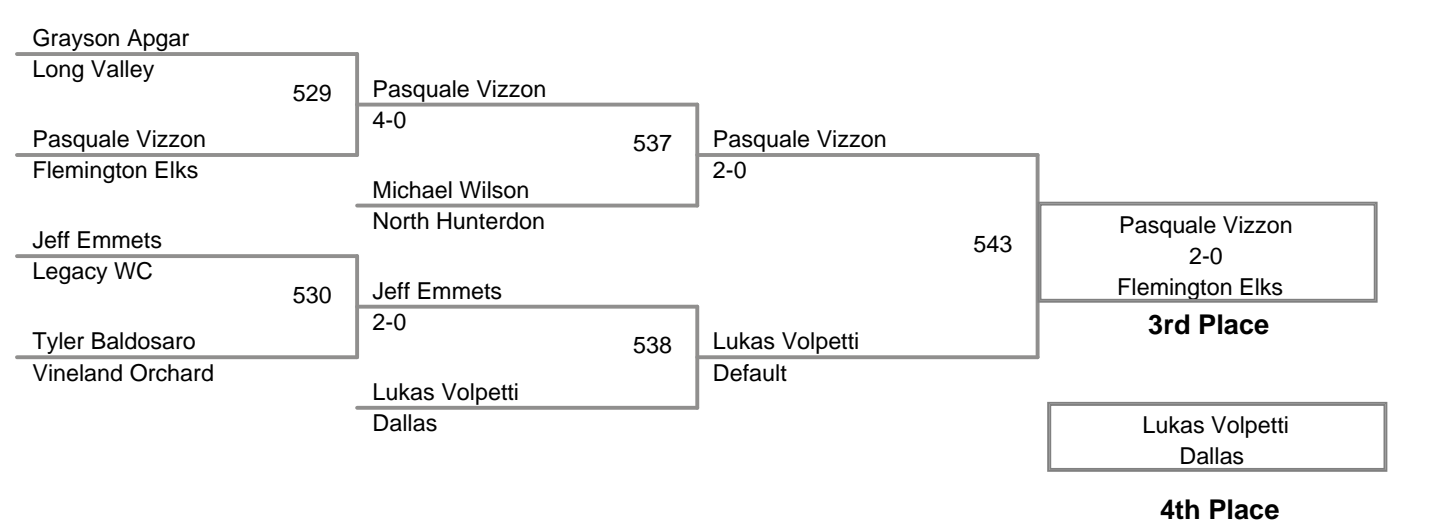 Grayson Apgar
Long Valley
529
Pasquale Vizzon
Flemington Elks
Jeff Emmets
Legacy WC
530
Tyler Baldosaro
Vineland Orchard
Pasquale Vizzon
4-0
537
Michael Wilson
North Hunterdon
Jeff Emmets
2-0
538
Lukas Volpetti
Dallas
Pasquale Vizzon
2-0
543
Lukas Volpetti
Default
Pasquale Vizzon
2-0
Flemington Elks
3rd Place
Lukas Volpetti
Dallas
4th Place